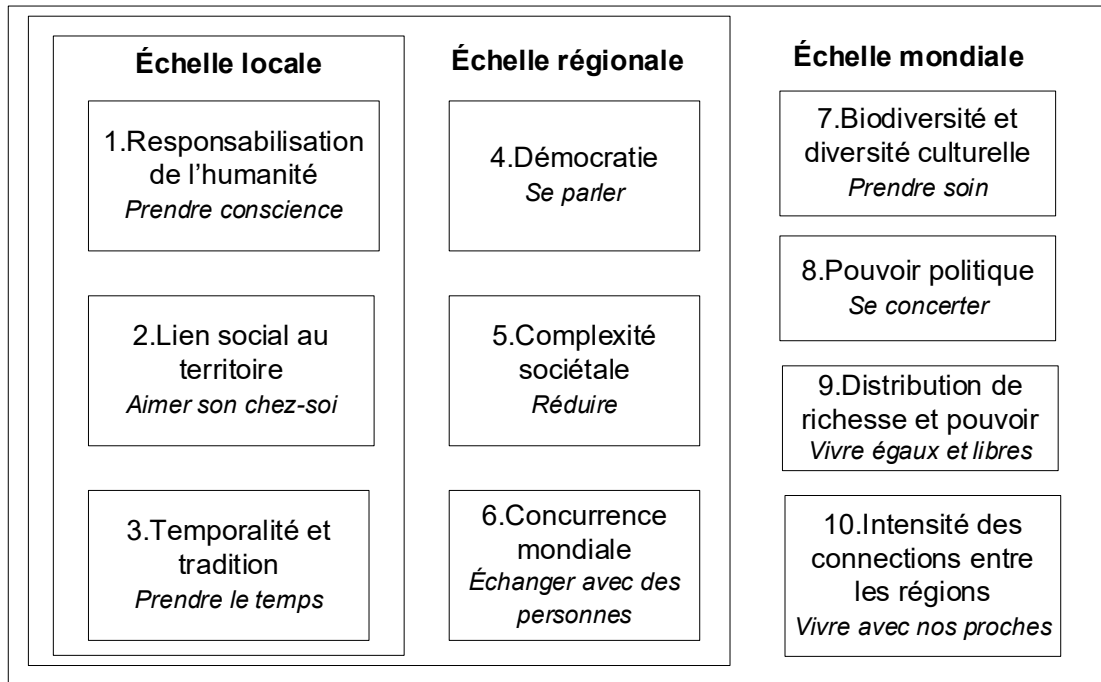 Échelle locale
1.Responsabilisation
de l'humanité
Prendre conscience
2.Lien social au
territoire
Aimer son chez-soi
3.Temporalité et
tradition
Prendre le temps
Échelle régionale
4.Démocratie
Se parler
5.Complexité
sociétale
Réduire
6.Concurrence
mondiale
Échanger avec des
personnes
Échelle mondiale
7.Biodiversité et
diversité culturelle
Prendre soin
8.Pouvoir politique
Se concerter
9.Distribution de
richesse et pouvoir
Vivre égaux et libres
10.Intensité des
connections entre
les régions
Vivre avec nos proches